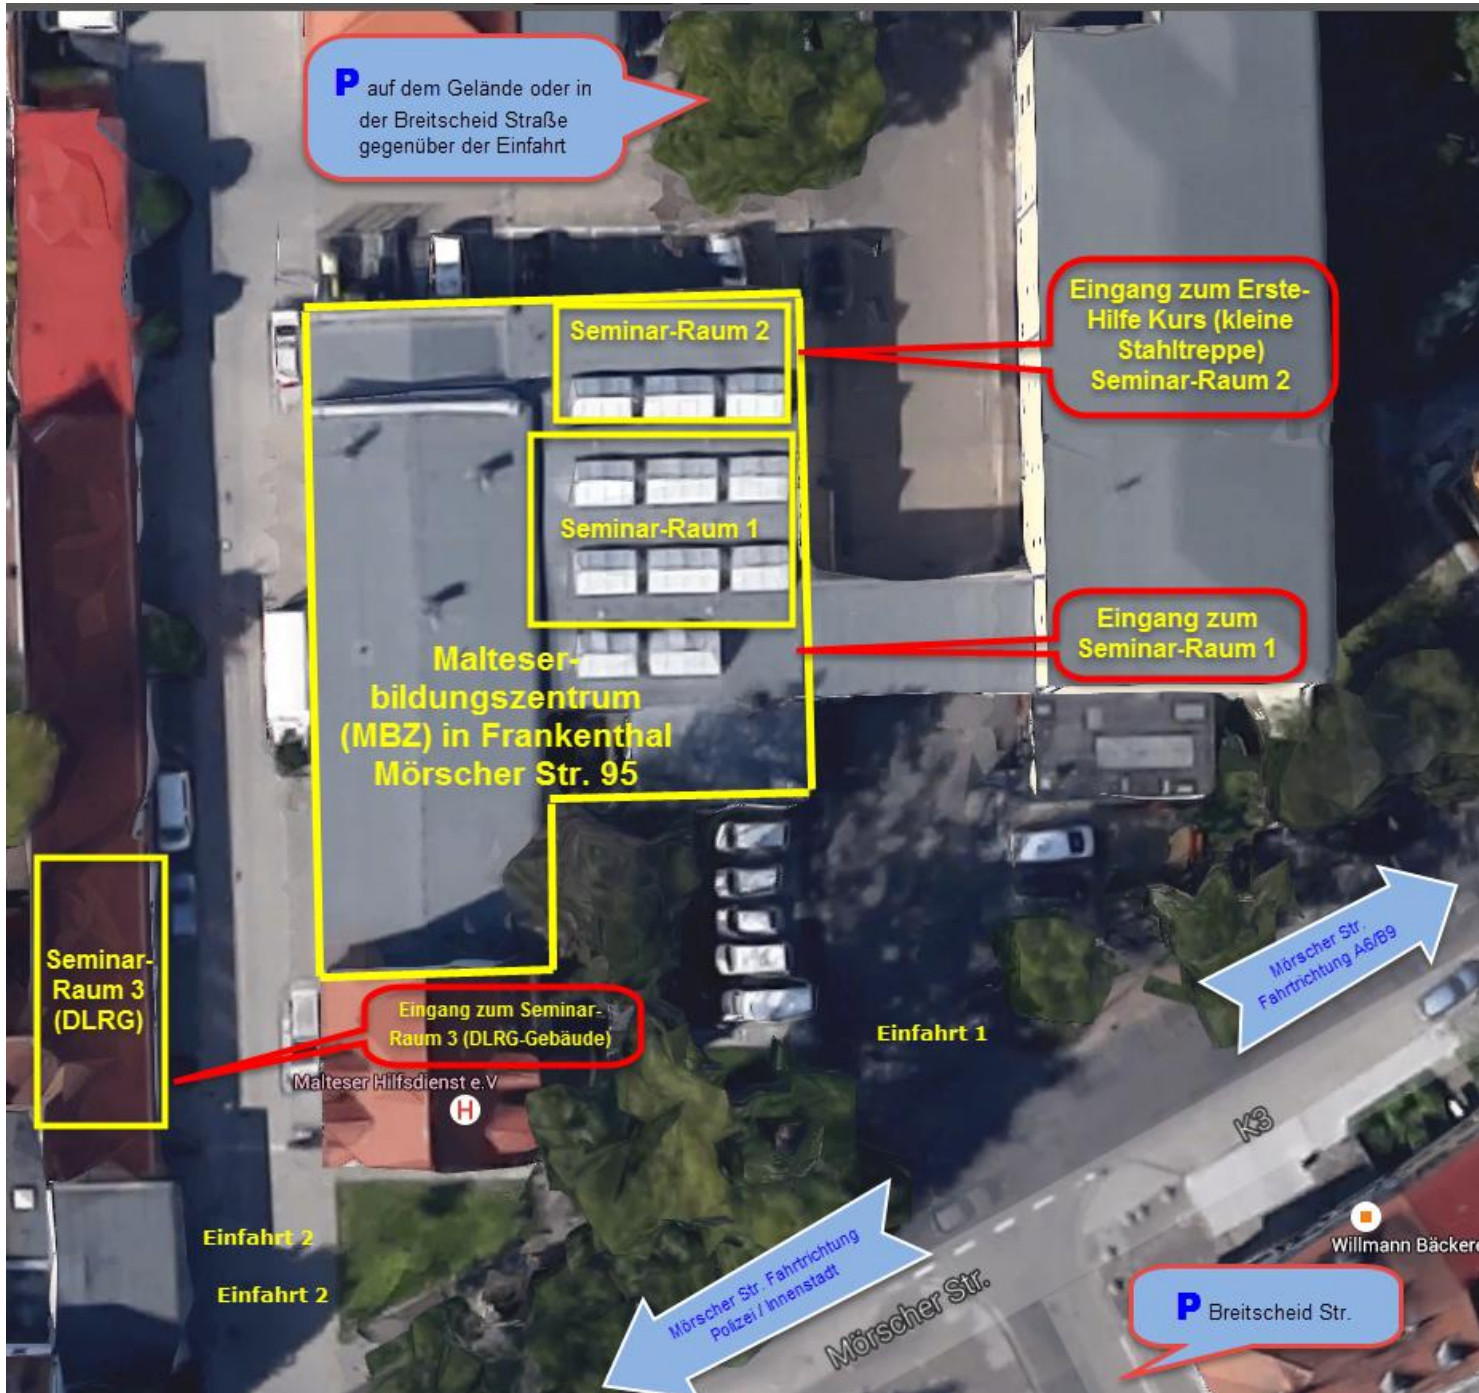 P auf dem Gelände oder in
der Breitscheid Straße
gegenüber der Einfahrt
Seminar-Raum 2
Eingang zum Erste-
Hilfe Kurs (kleine
Stahltreppe)
Seminar-Raum 2
Seminar-Raum 1
Eingang zum
Seminar-Raum 1
Malteser-
bildungszentrum
(MBZ) in Frankenthal
Mörscher Str. 95
Seminar-
Raum 3
(DLRG)
Eingang zum Seminar-
Raum 3 (DLRG-Gebäude)
Malteser Hilfsdienst e.V
H
Einfahrt 1
Mörscher Str.
Fahrtrichtung A6/B9
K3
Einfahrt 2
Einfahrt 2
Mörscher Str. Fahrtrichtung
Polizei / Innenstadt
Mörscher Str.
Willmann Bäckere
P Breitscheid Str.